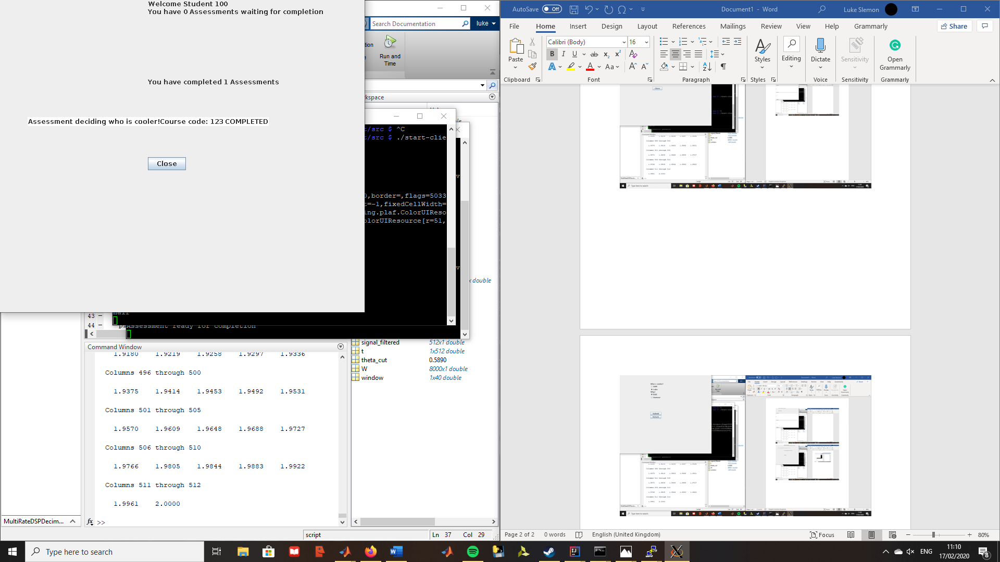 Welcome Student 100
You have 0 Assessments waiting for completion
You have completed 1 Assessments
Assessment deciding who is cooler!Course code: 123 COMPLETED
Close
Search Documentation
luke
Run and
Time
t/src $ ^C
t/src $ ./start-clie
0,border=,flags=5033
t=-1,fixedCellWidth=
ing.plaf.ColorUIReso
olorUIResource[r=51,
x double
43
44
Assessment ready for completion
Command Window
1.9180 1.9219 1.9258 1.9297 1.9336
Columns 496 through 500
1.9375 1.9414 1.9453 1.9492 1.9531
Columns 501 through 505
1.9570 1.9609 1.9648 1.9688 1.9727
Columns 506 through 510
1.9766 1.9805 1.9844 1.9883 1.9922
Columns 511 through 512
1.9961 2.0000
fx >>
MultiRateDSPDecim...
signal_filtered 512x1 double
t 1x512 double
theta_cut 0.5890
W 8000x1 double
window 1x40 double
script
Ln 37 Col 29
AutoSave Off
Document1 - Word
Luke Slemon
File Home Insert Design Layout References Mailings Review View Help Grammarly
Share
Paste
Calibri (Body) 16
Styles
Editing
Dictate
Sensitivity
Open
Grammarly
Clipboard Font Paragraph Styles Voice Sensitivity Grammarly
Page 2 of 2 0 words English (United Kingdom)
Focus
80%
Type here to search
ENG
11:10
17/02/2020
8